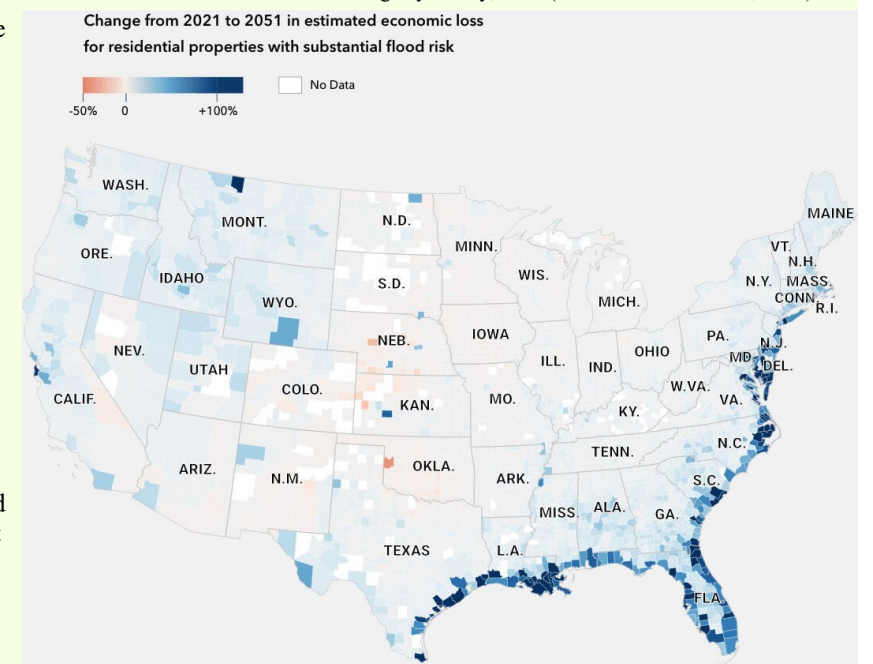 Change from 2021 to 2051 in estimated economic loss
for residential properties with substantial flood risk
No Data
-50% 0 +100%
WASH.
MAINE
MONT.
N.D.
MINN.
VT.
ORE.
N.H.
IDAHO
S.D.
WIS.
N.Y. MASS.
WYO.
MICH.
CONN
R.I.
NEB.
IOWA
PA.
N.J.
NEV.
OHIO
MD.
UTAH
ILL.
IND.
DEL.
COLO.
W.VA.
CALIF.
KAN.
MO.
KY.
VA.
N.C.
TENN.
ARIZ.
N.M.
OKLA.
ARK.
S.C.
MISS.
ALA.
GA.
TEXAS
L.A.
FLA.